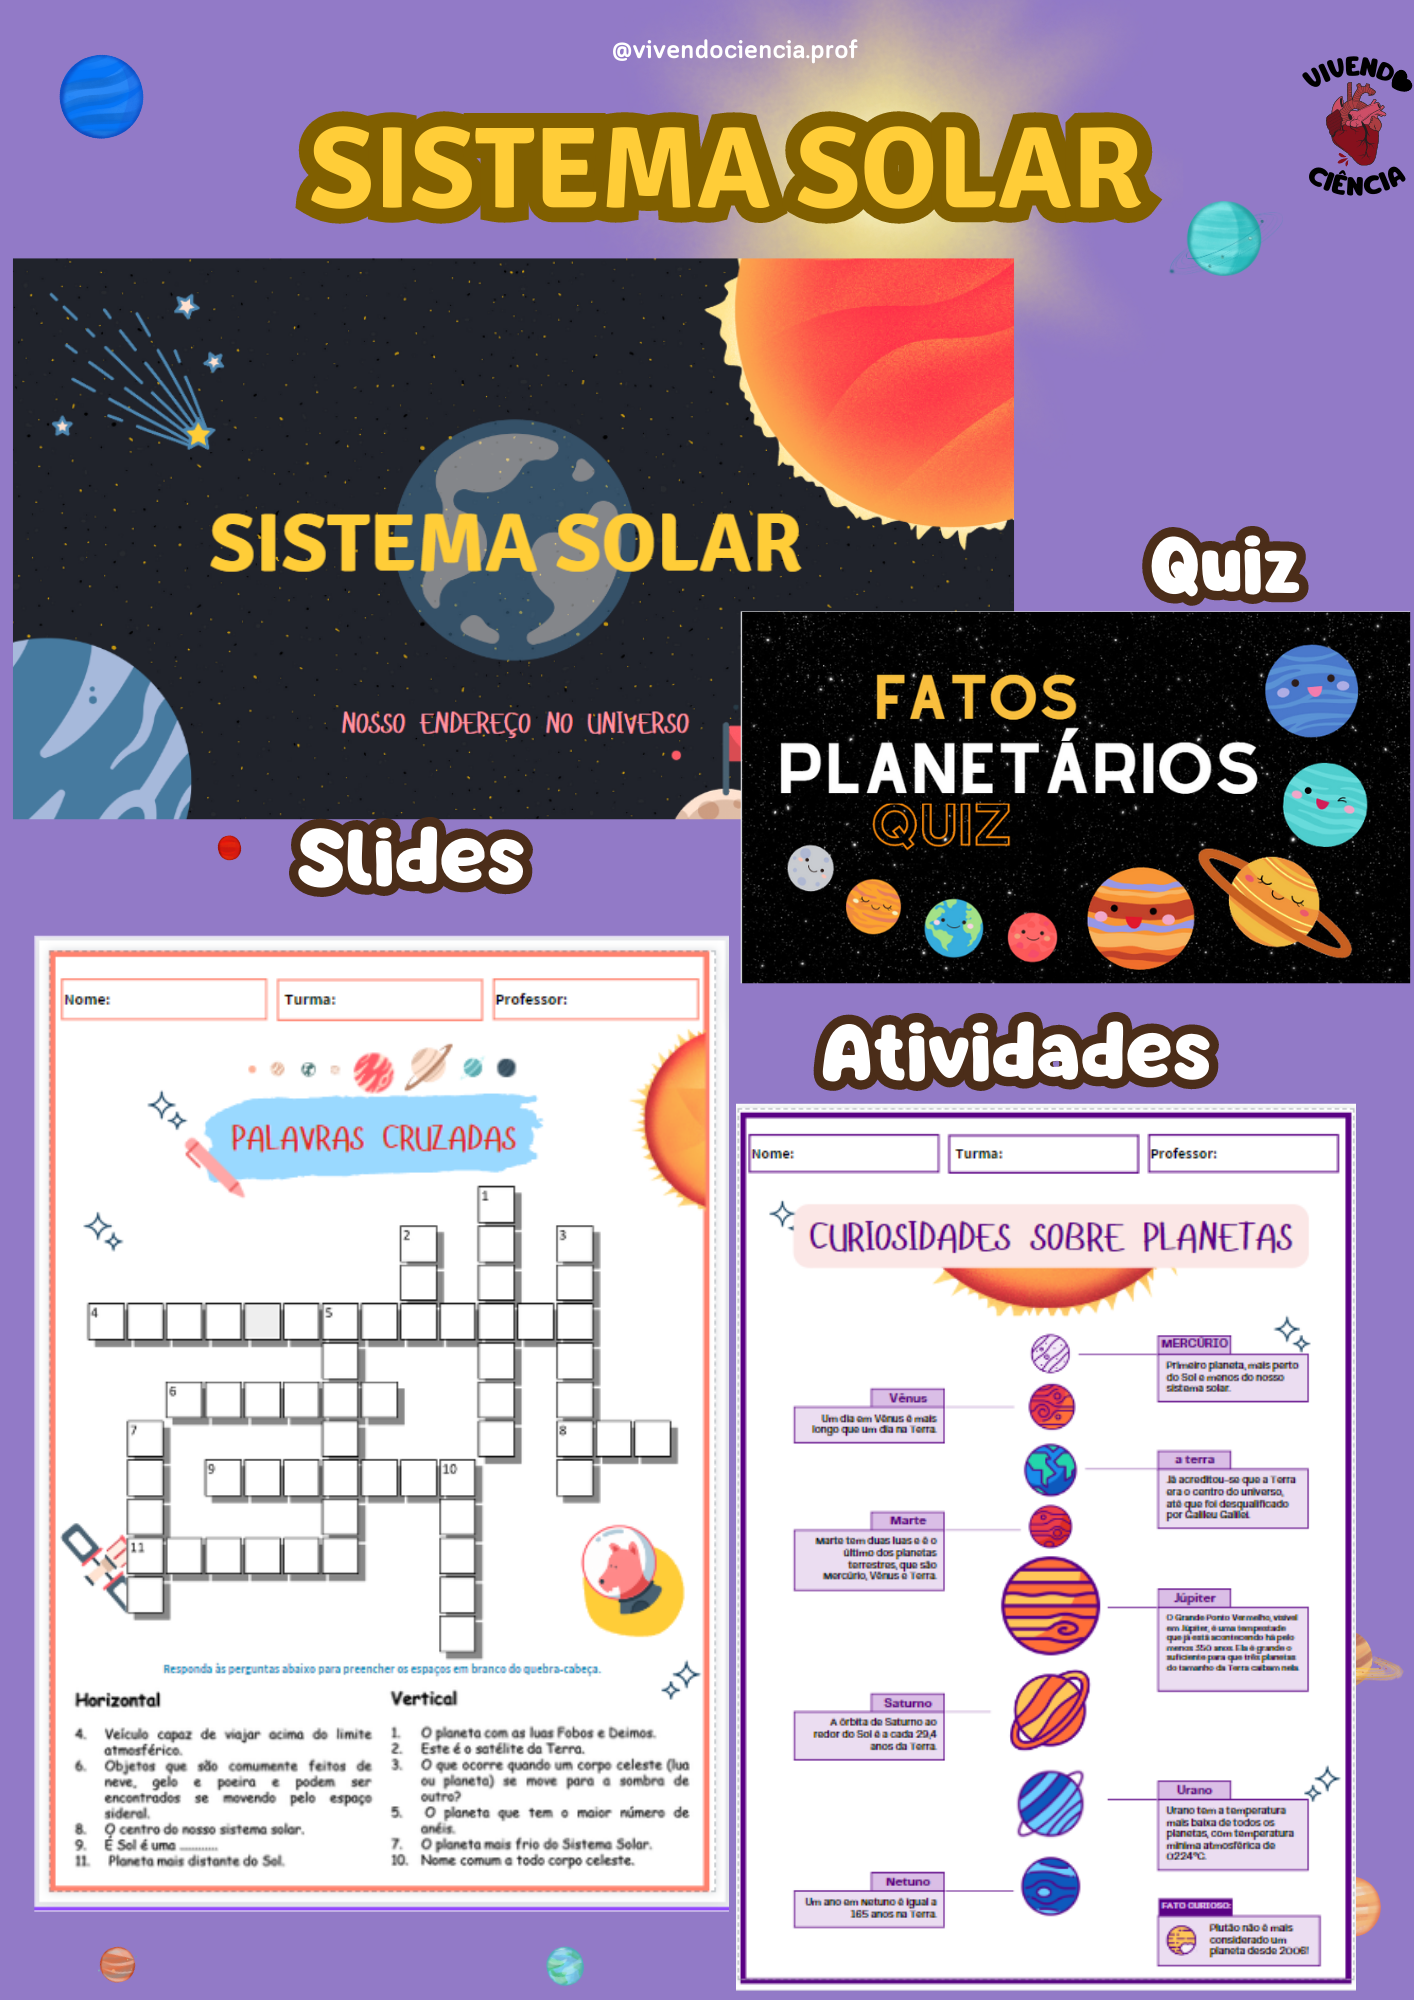 @vivendociencia.prof
VIVENDO
CIÊNCIA
SISTEMA SOLAR
SISTEMA SOLAR
NOSSO ENDEREÇO NO UNIVERSO
Quiz
FATOS
PLANETÁRIOS
QUIZ
Slides
Nome:
Turma:
Professor:
PALAVRAS CRUZADAS
1
2
3
4
5
6
7
8
9
10
11
Responda às perguntas abaixo para preencher os espaços em branco do quebra-cabeça.
Horizontal
4. Veículo capaz de viajar acima do limite
atmosférico.
6. Objetos que são comumente feitos de
neve, gelo e poeira e podem ser
encontrados se movendo pelo espaço
sideral.
8. O centro do nosso sistema solar.
9. É Sol é uma ...........
11. Planeta mais distante do Sol.
Vertical
1. O planeta com as luas Fobos e Deimos.
2. Este é o satélite da Terra.
3. O que ocorre quando um corpo celeste (lua
ou planeta) se move para a sombra de
outro?
5. O planeta que tem o maior número de
anéis.
7. O planeta mais frio do Sistema Solar.
10. Nome comum a todo corpo celeste.
Atividades
Nome:
Turma:
Professor:
CURIOSIDADES SOBRE PLANETAS
MERCÚRIO
Primeiro planeta, mais perto
do Sol e menos do nosso
sistema solar.
Vênus
Um dia em Vênus é mais
longo que um dia na Terra.
a terra
Já acreditou-se que a Terra
era o centro do universo,
até que foi desqualificado
por Galileu Galilei.
Marte
Marte tem duas luas e é o
último dos planetas
terrestres, que são
Mercúrio, Vênus e Terra.
Júpiter
O Grande Ponto Vermelho, visível
em Júpiter, é uma tempestade
que já está acontecendo há pelo
menos 350 anos. Ela é grande o
suficiente para que três planetas
do tamanho da Terra caibam nela.
Saturno
A órbita de Saturno ao
redor do Sol é a cada 29,4
anos da Terra.
Urano
Urano tem a temperatura
mais baixa de todos os
planetas, com temperatura
mínima atmosférica de
0224°C.
Netuno
Um ano em Netuno é igual a
165 anos na Terra.
FATO CURIOSO:
Plutão não é mais
considerado um
planeta desde 2006!